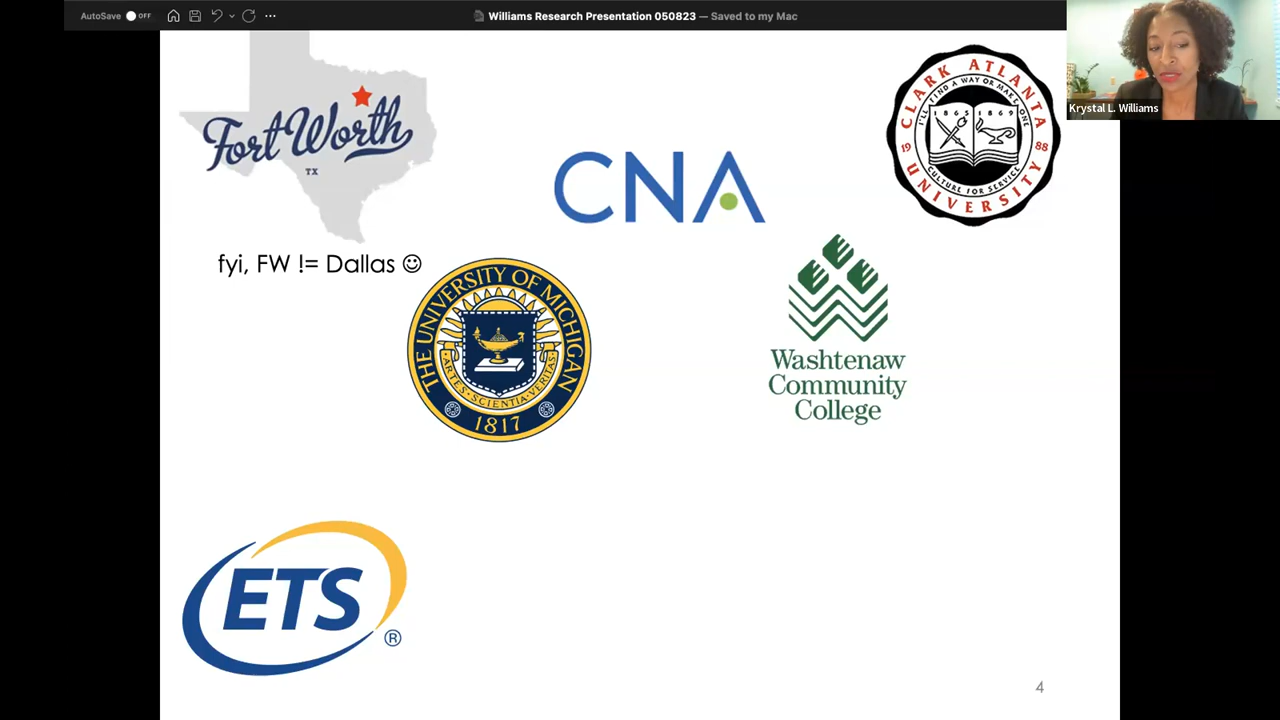 AutoSave OFF
Williams Research Presentation 050823 — Saved to my Mac
Krystal L. Williams
Fort Worth
TX
fyi, FW != Dallas ☺
CNA
CLARK ATLANTA UNIVERSITY
I'LL FIND A WAY OR MAKE ONE
1865 1869
19 88
CULTURE FOR SERVICE
THE UNIVERSITY OF MICHIGAN
ARTES · SCIENTIA · VERITAS
1817
Washtenaw
Community
College
ETS ®
4